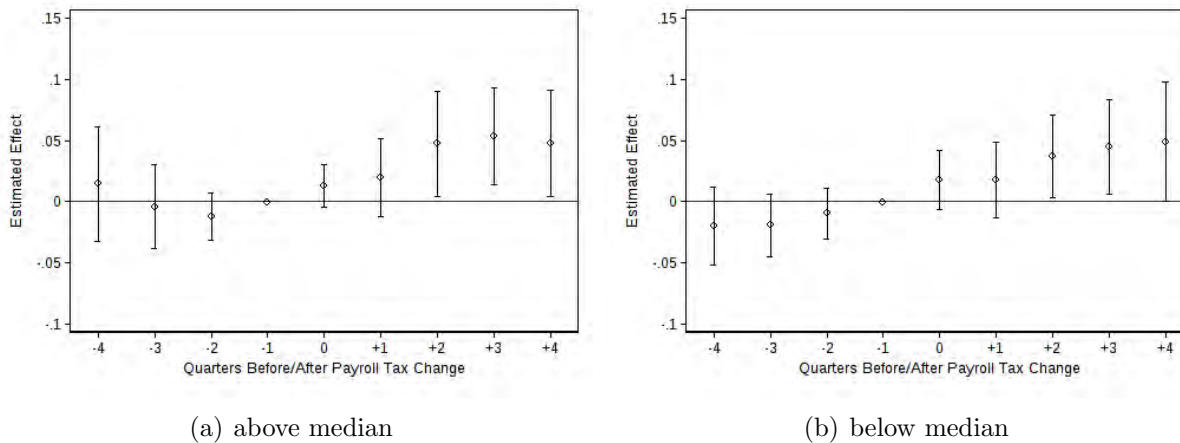 .15
.1
.05
0
-.05
-.1
Estimated Effect
-4 -3 -2 -1 0 +1 +2 +3 +4
Quarters Before/After Payroll Tax Change
(a) above median
.15
.1
.05
0
-.05
-.1
Estimated Effect
-4 -3 -2 -1 0 +1 +2 +3 +4
Quarters Before/After Payroll Tax Change
(b) below median